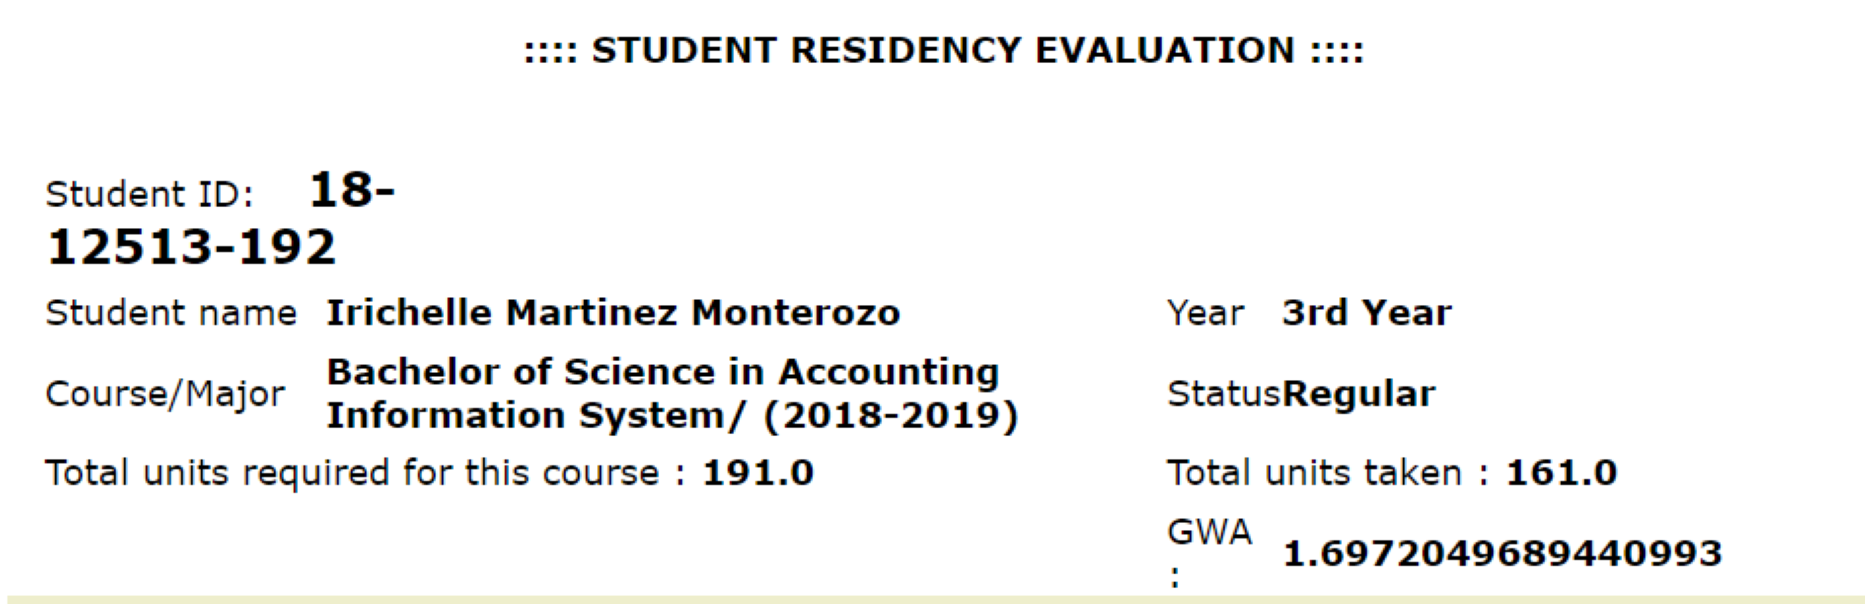 :::: STUDENT RESIDENCY EVALUATION ::::
Student ID: 18-
12513-192
Student name Irichelle Martinez Monterozo Year 3rd Year
Course/Major Bachelor of Science in Accounting
Information System/ (2018-2019) Status Regular
Total units required for this course : 191.0 Total units taken : 161.0
GWA
: 1.6972049689440993